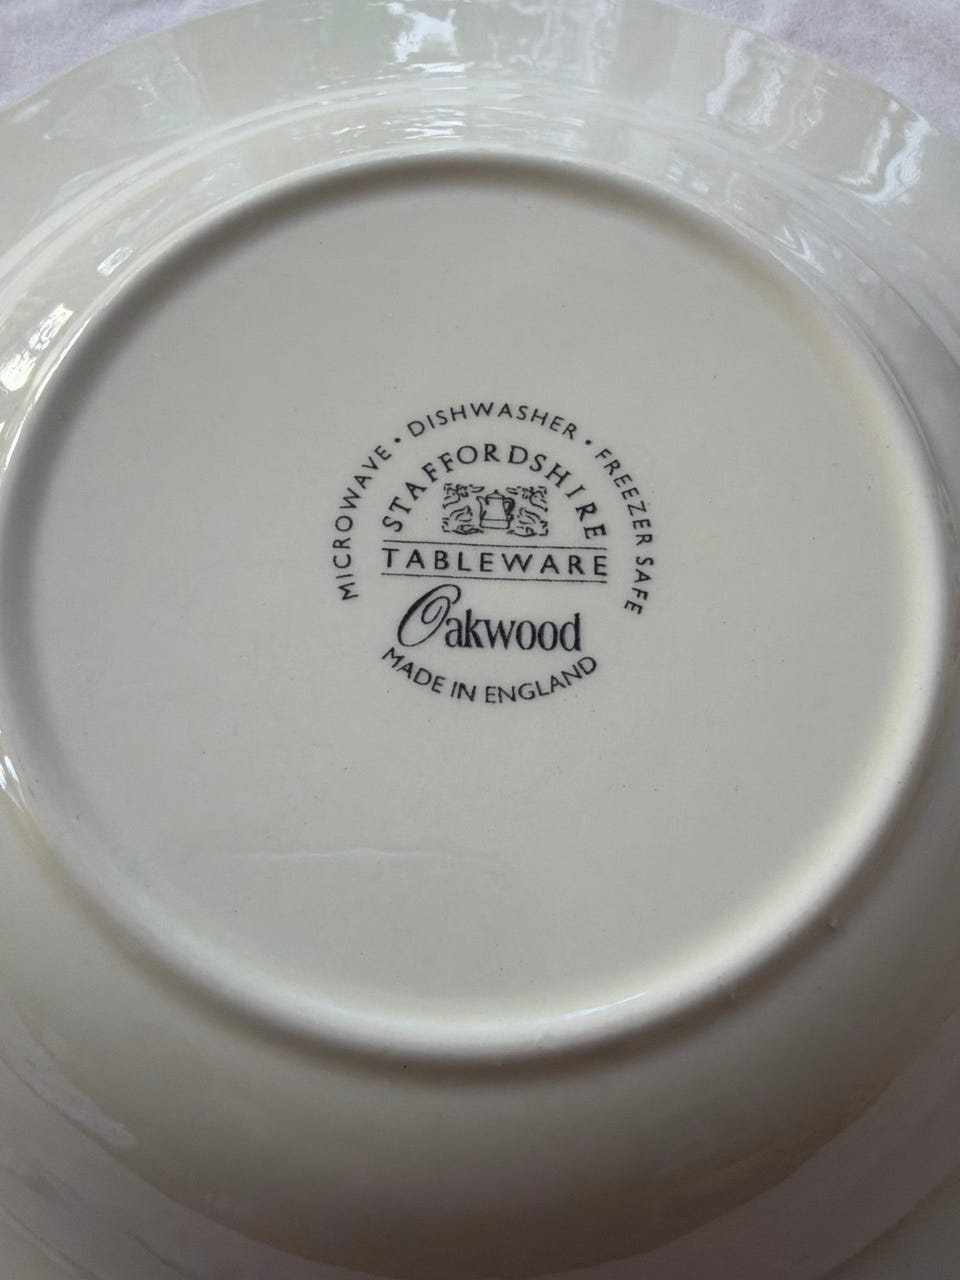 MICROWAVE • DISHWASHER • FREEZER SAFE
STAFFORDSHIRE
TABLEWARE
Oakwood
MADE IN ENGLAND